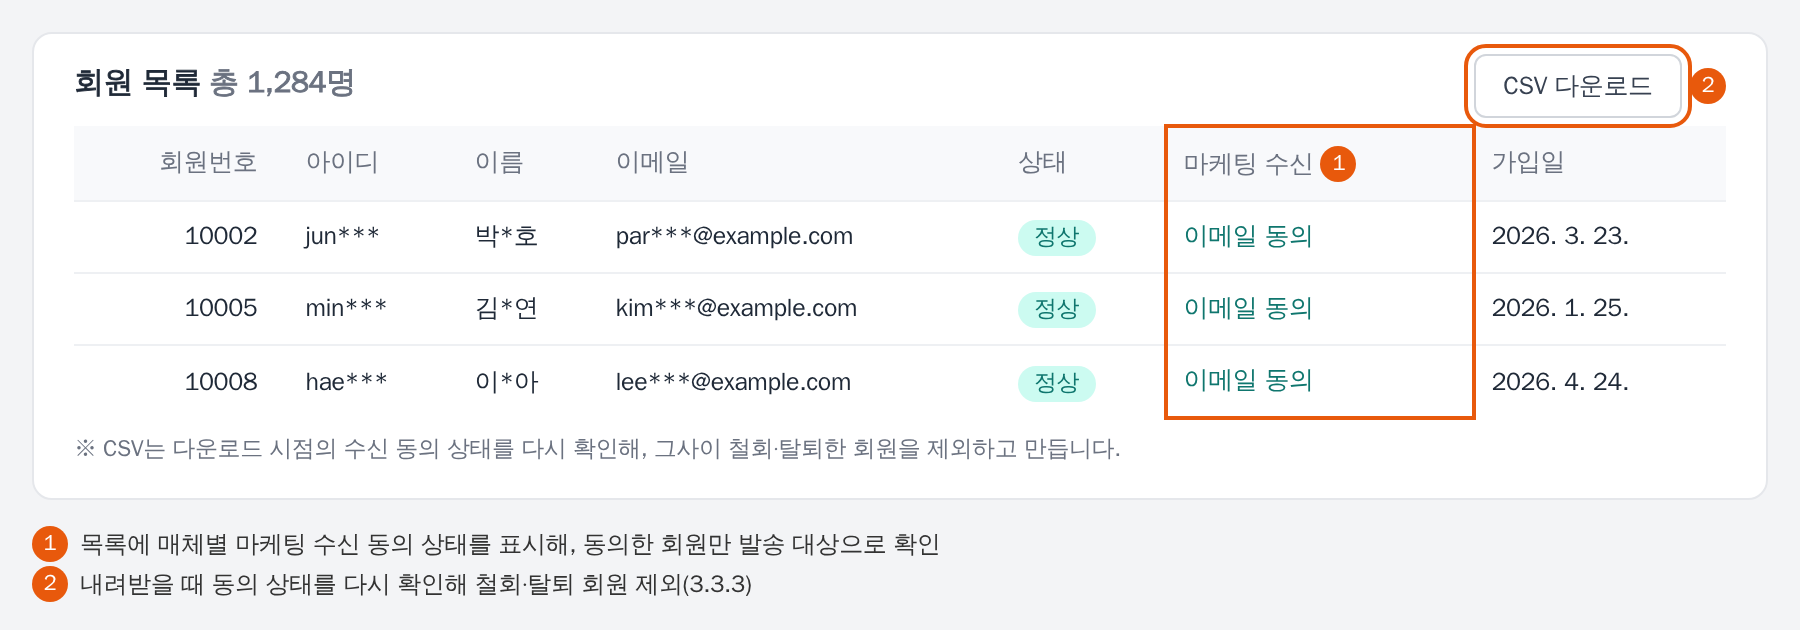 회원 목록 총 1,284명
CSV 다운로드 2
회원번호 아이디 이름 이메일 상태 마케팅 수신 1 가입일
10002 jun*** 박*호 par***@example.com 정상 이메일 동의 2026. 3. 23.
10005 min*** 김*연 kim***@example.com 정상 이메일 동의 2026. 1. 25.
10008 hae*** 이*아 lee***@example.com 정상 이메일 동의 2026. 4. 24.
※ CSV는 다운로드 시점의 수신 동의 상태를 다시 확인해, 그사이 철회·탈퇴한 회원을 제외하고 만듭니다.
1 목록에 매체별 마케팅 수신 동의 상태를 표시해, 동의한 회원만 발송 대상으로 확인
2 내려받을 때 동의 상태를 다시 확인해 철회·탈퇴 회원 제외(3.3.3)